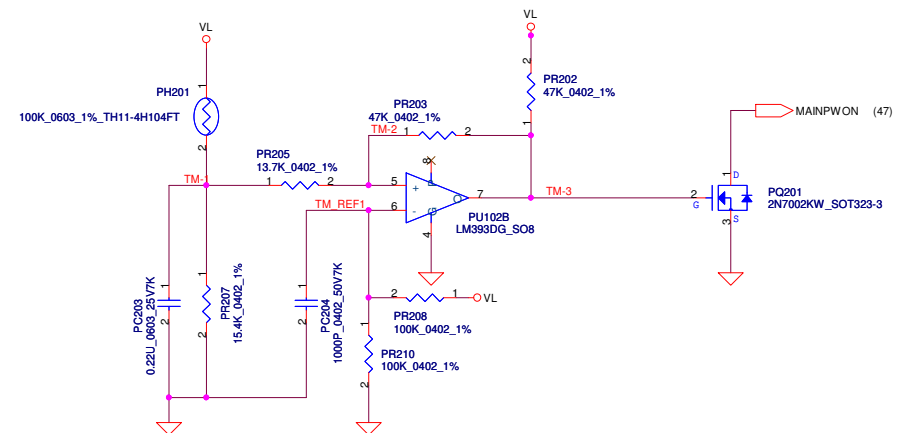 VL
VL
PH201
100K_0603_1%_TH11-4H104FT
1
2
PR202
47K_0402_1%
2
1
PR203
47K_0402_1%
TM-2
1
2
MAINPWON
(47)
PR205
13.7K_0402_1%
TM-1
1
2
5
6
+
-
8
P
O
G
4
7
PU102B
LM393DG_SO8
TM-3
2
G
1
D
S
3
PQ201
2N7002KW_SOT323-3
TM_REF1
PC203
0.22U_0603_25V7K
1
2
PR207
15.4K_0402_1%
1
2
PC204
1000P_0402_50V7K
1
2
2
1
VL
PR208
100K_0402_1%
1
2
PR210
100K_0402_1%